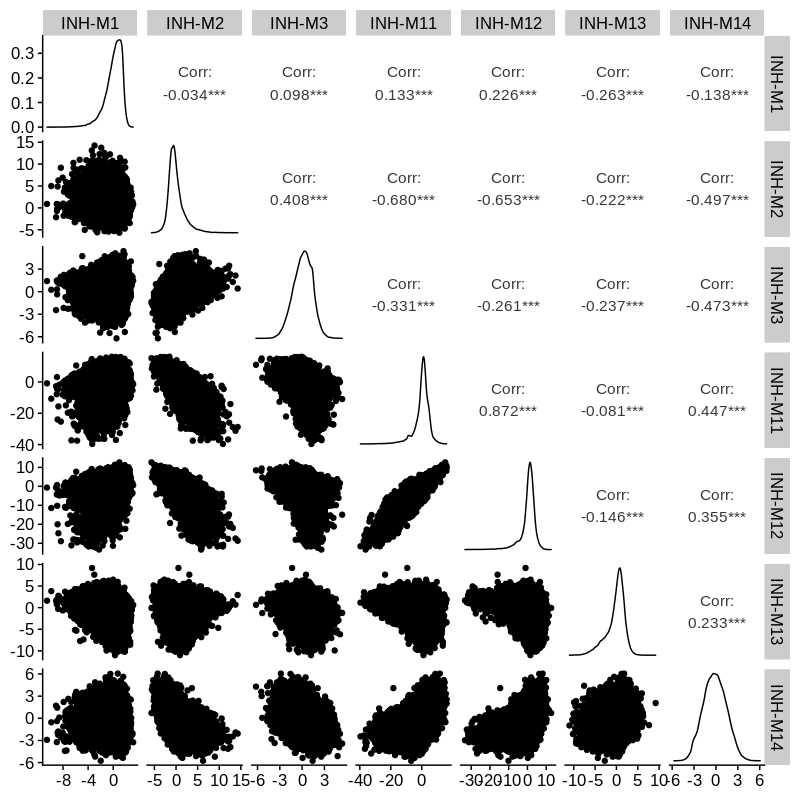 INH-M1 INH-M2 INH-M3 INH-M11 INH-M12 INH-M13 INH-M14
0.3
0.2
0.1
0.0
Corr:
-0.034***
Corr:
0.098***
Corr:
0.133***
Corr:
0.226***
Corr:
-0.263***
Corr:
-0.138***
INH-M1
15
10
5
0
-5
Corr:
0.408***
Corr:
-0.680***
Corr:
-0.653***
Corr:
-0.222***
Corr:
-0.497***
INH-M2
3
0
-3
-6
Corr:
-0.331***
Corr:
-0.261***
Corr:
-0.237***
Corr:
-0.473***
INH-M3
0
-20
-40
Corr:
0.872***
Corr:
-0.081***
Corr:
0.447***
INH-M11
10
0
-10
-20
-30
Corr:
-0.146***
Corr:
0.355***
INH-M12
10
5
0
-5
-10
Corr:
0.233***
INH-M13
6
3
0
-3
-6
INH-M14
-8 -4 0
-5 0 5 10 15
-6 -3 0 3
-40 -20 0
-30 -20 -10 0 10
-10 -5 0 5 10
-6 -3 0 3 6